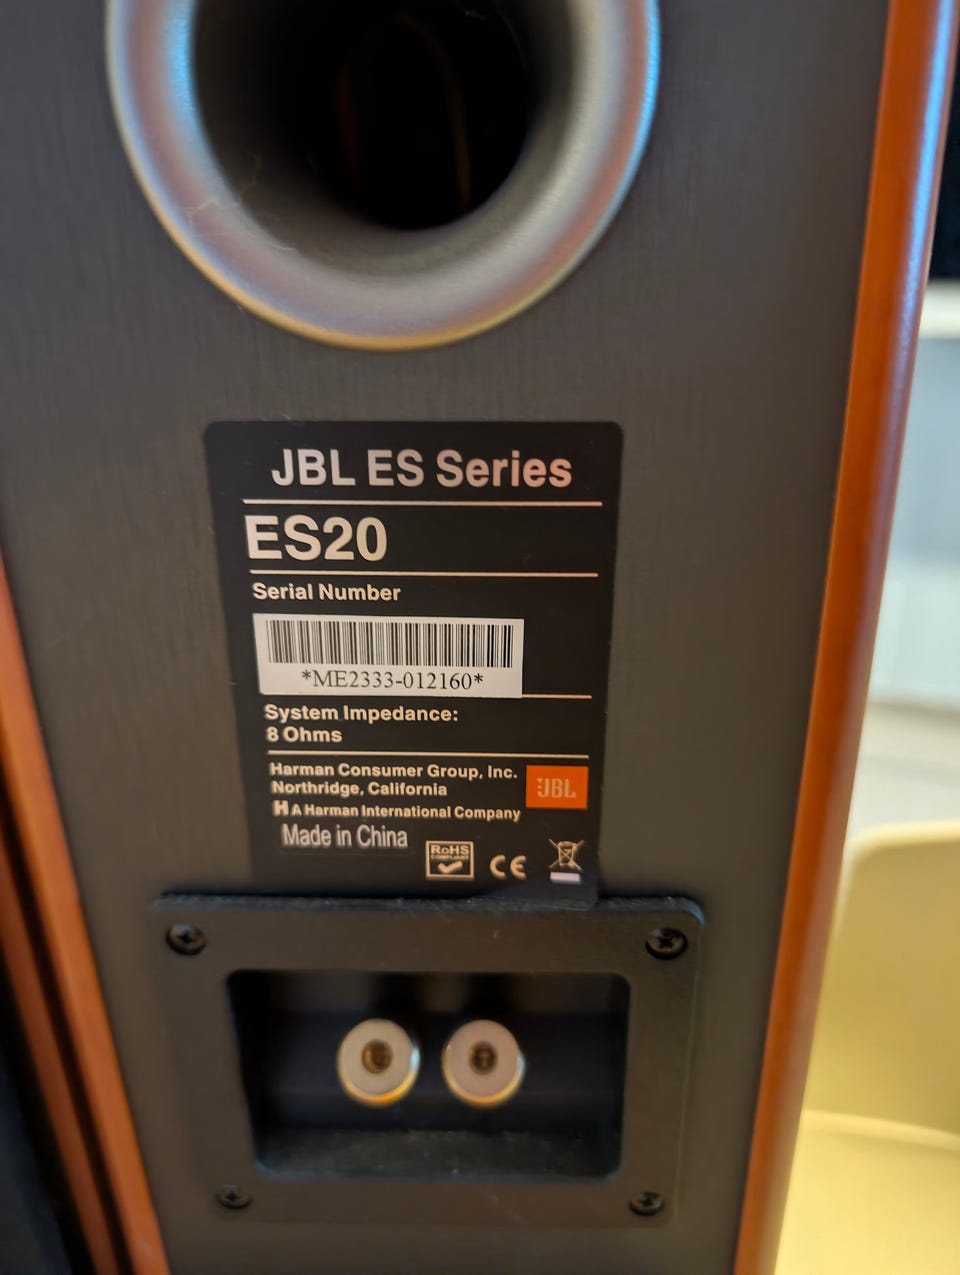 JBL ES Series
ES20
Serial Number
*ME2333-012160*
System Impedance:
8 Ohms
Harman Consumer Group, Inc.
Northridge, California
H A Harman International Company
JBL
Made in China
RoHS
COMPLIANT
CE